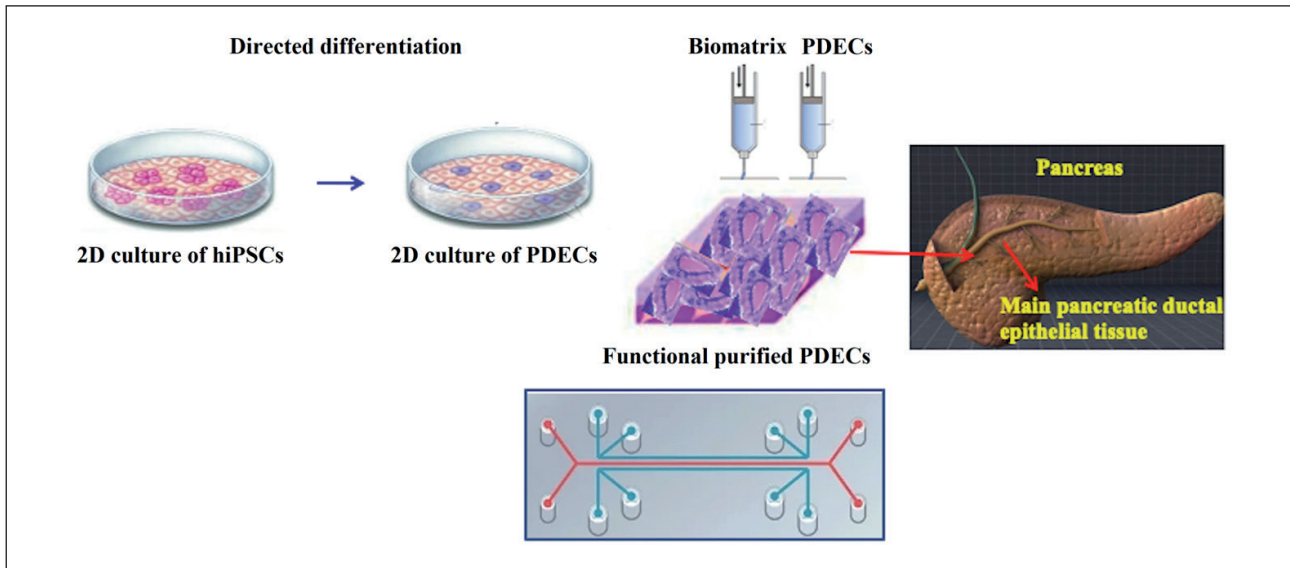 Directed differentiation
Biomatrix PDECs
2D culture of hiPSCs
2D culture of PDECs
Pancreas
Main pancreatic ductal
epithelial tissue
Functional purified PDECs